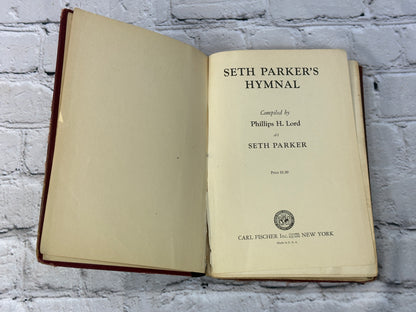 SETH PARKER'S
HYMNAL
Compiled by
Phillips H. Lord
as
SETH PARKER
CARL FISCHER Inc. NEW YORK